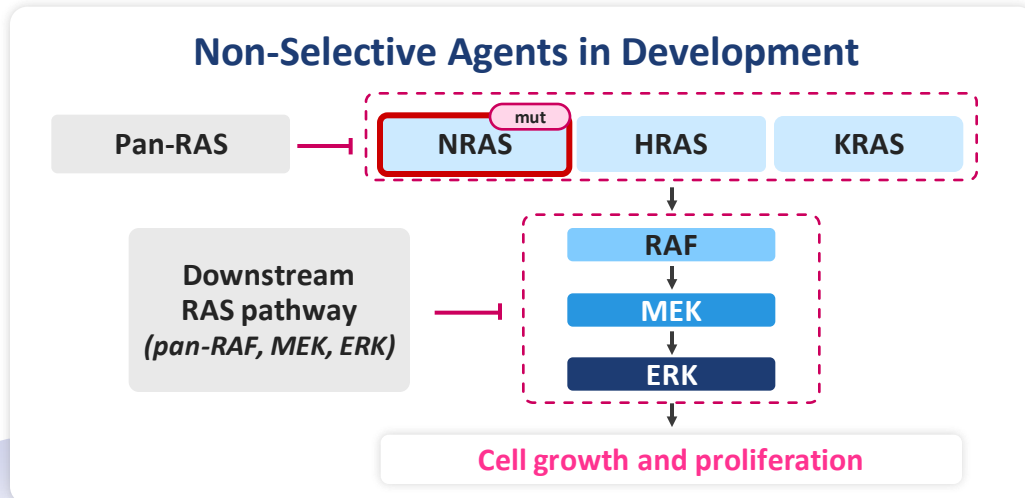 Non-Selective Agents in Development
mut
Pan-RAS
NRAS
HRAS
KRAS
Downstream
RAS pathway
(pan-RAF, MEK, ERK)
RAF
MEK
ERK
Cell growth and proliferation